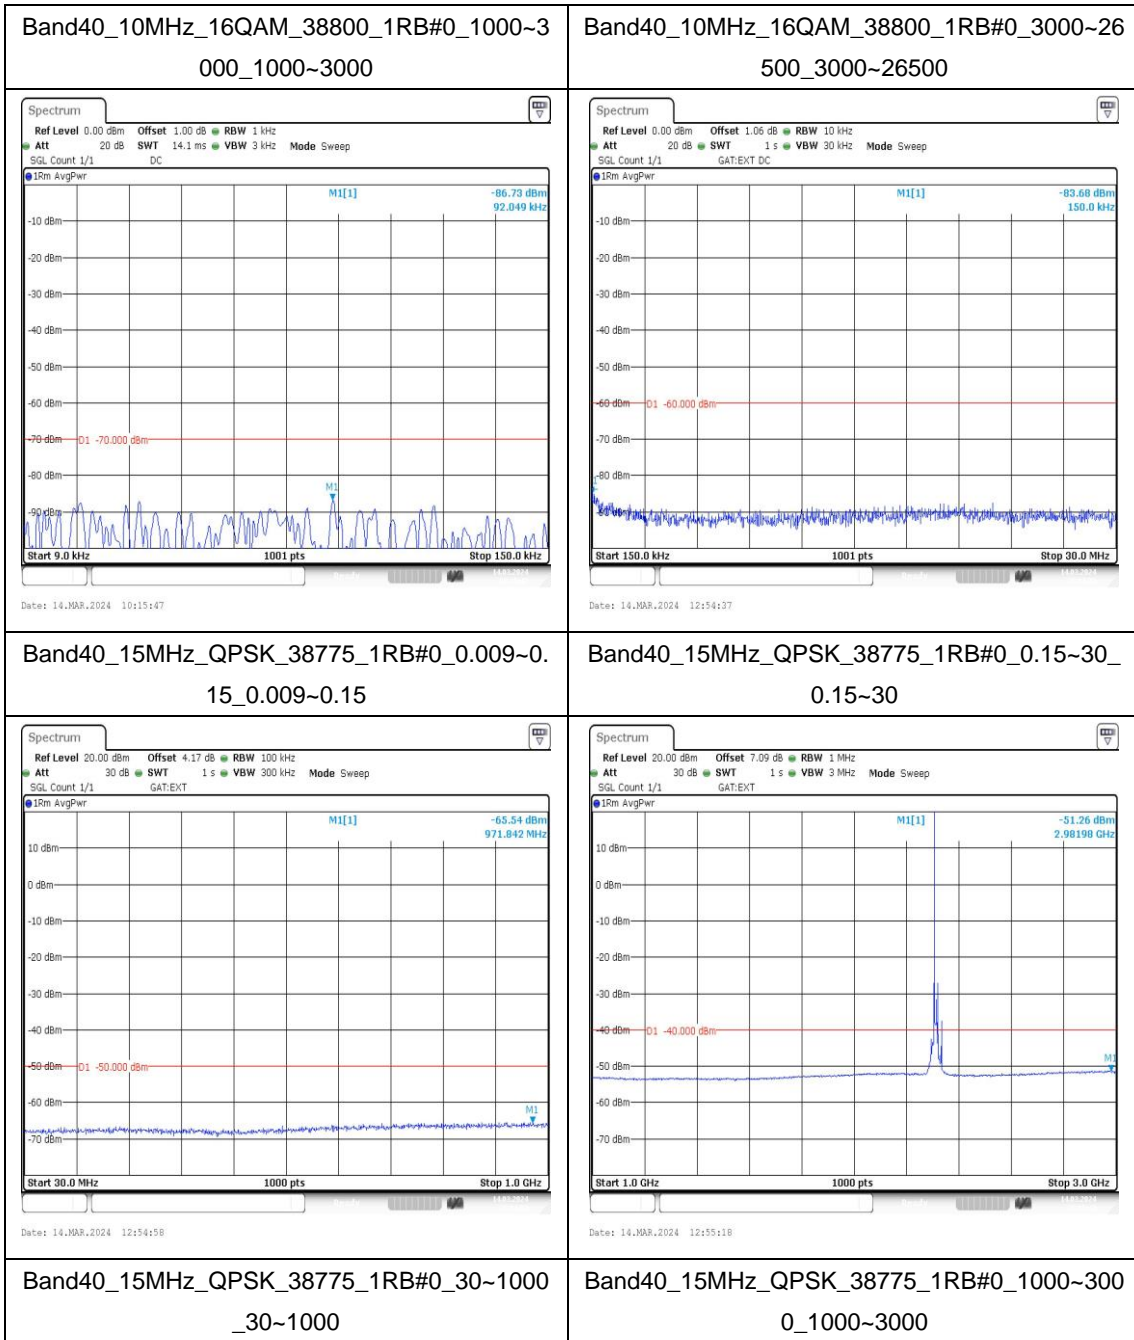 Band40_10MHz_16QAM_38800_1RB#0_1000~3
000_1000~3000
Band40_10MHz_16QAM_38800_1RB#0_3000~26
500_3000~26500
Spectrum
Ref Level 0.00 dBm Offset 1.00 dB RBW 1 kHz
Att 20 dB SWT 14.1 ms VBW 3 kHz Mode Sweep
SGL Count 1/1 DC
1Rm AvgPwr
M1[1] -86.73 dBm
92.049 kHz
-10 dBm
-20 dBm
-30 dBm
-40 dBm
-50 dBm
-60 dBm
-70 dBm D1 -70.000 dBm
-80 dBm
M1
-90 dBm
Start 9.0 kHz 1001 pts Stop 150.0 kHz
Date: 14.MAR.2024 10:15:47
Spectrum
Ref Level 0.00 dBm Offset 1.06 dB RBW 10 kHz
Att 20 dB SWT 1 s VBW 30 kHz Mode Sweep
SGL Count 1/1 GAT:EXT DC
1Rm AvgPwr
M1[1] -83.68 dBm
150.0 kHz
-10 dBm
-20 dBm
-30 dBm
-40 dBm
-50 dBm
-60 dBm D1 -60.000 dBm
-80 dBm
Start 150.0 kHz 1001 pts Stop 30.0 MHz
Date: 14.MAR.2024 12:54:37
Band40_15MHz_QPSK_38775_1RB#0_0.009~0.
15_0.009~0.15
Band40_15MHz_QPSK_38775_1RB#0_0.15~30_
0.15~30
Spectrum
Ref Level 20.00 dBm Offset 4.17 dB RBW 100 kHz
Att 30 dB SWT 1 s VBW 300 kHz Mode Sweep
SGL Count 1/1 GAT:EXT
1Rm AvgPwr
M1[1] -65.54 dBm
971.842 MHz
10 dBm
0 dBm
-10 dBm
-20 dBm
-30 dBm
-40 dBm
-50 dBm D1 -50.000 dBm
-60 dBm
M1
-70 dBm
Start 30.0 MHz 1000 pts Stop 1.0 GHz
Date: 14.MAR.2024 12:54:58
Spectrum
Ref Level 20.00 dBm Offset 7.09 dB RBW 1 MHz
Att 30 dB SWT 1 s VBW 3 MHz Mode Sweep
SGL Count 1/1 GAT:EXT
1Rm AvgPwr
M1[1] -51.26 dBm
2.98198 GHz
10 dBm
0 dBm
-10 dBm
-20 dBm
-30 dBm
-40 dBm D1 -40.000 dBm
-50 dBm
M1
-60 dBm
-70 dBm
Start 1.0 GHz 1000 pts Stop 3.0 GHz
Date: 14.MAR.2024 12:55:18
Band40_15MHz_QPSK_38775_1RB#0_30~1000
_30~1000
Band40_15MHz_QPSK_38775_1RB#0_1000~300
0_1000~3000